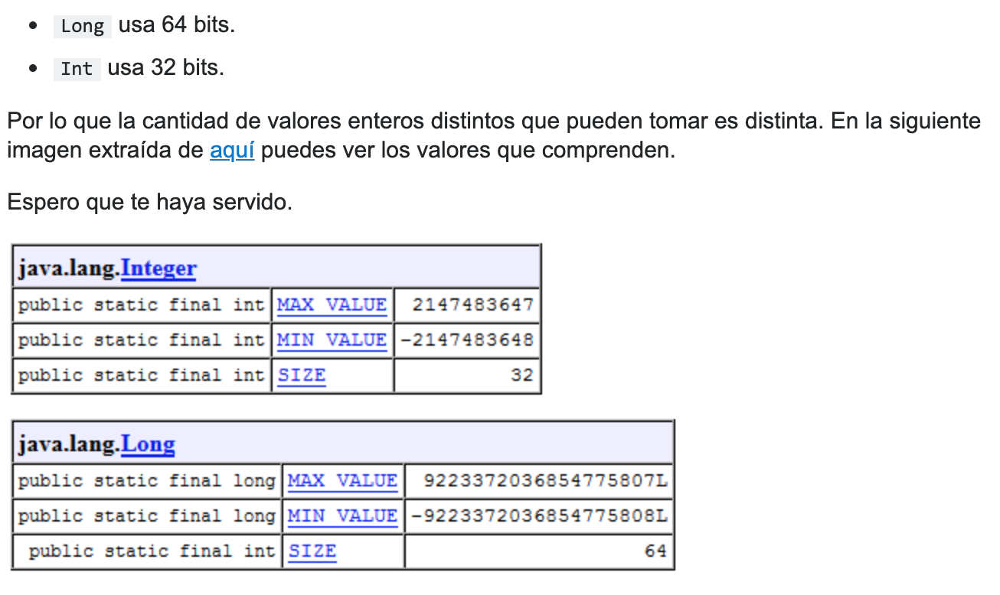 • Long usa 64 bits.
• Int usa 32 bits.
Por lo que la cantidad de valores enteros distintos que pueden tomar es distinta. En la siguiente
imagen extraída de aquí puedes ver los valores que comprenden.
Espero que te haya servido.
java.lang.Integer
public static final int MAX_VALUE 2147483647
public static final int MIN_VALUE -2147483648
public static final int SIZE 32
java.lang.Long
public static final long MAX_VALUE 9223372036854775807L
public static final long MIN_VALUE -9223372036854775808L
public static final int SIZE 64